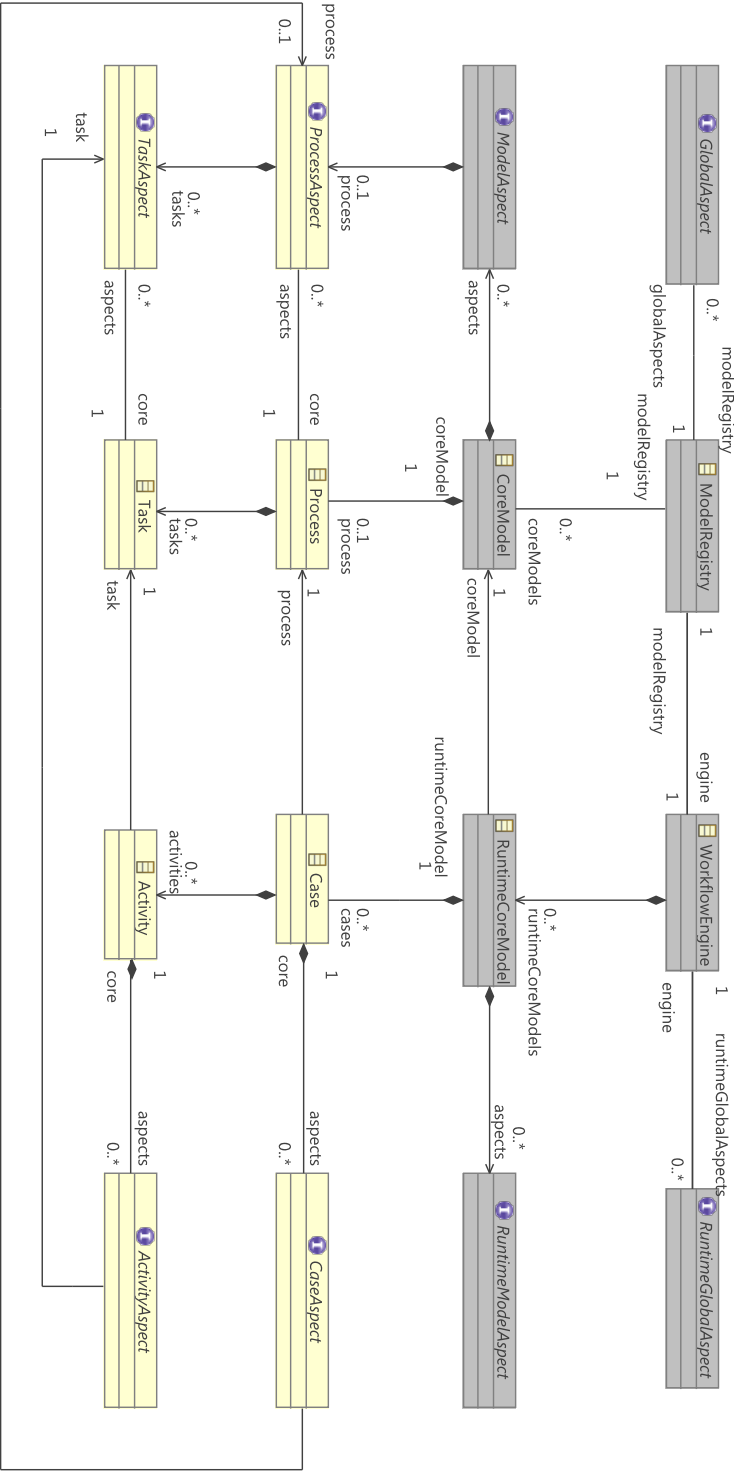 GlobalAspect
0..*
globalAspects
modelRegistry
1
ModelRegistry
1
modelRegistry
engine
1
WorkflowEngine
1
engine
runtimeGlobalAspects
0..*
RuntimeGlobalAspect
modelRegistry
1
0..*
coreModels
0..*
runtimeCoreModels
ModelAspect
0..*
aspects
CoreModel
1
coreModel
RuntimeCoreModel
0..*
aspects
RuntimeModelAspect
0..1
process
coreModel
1
0..1
process
runtimeCoreModel
1
0..*
cases
process
0..1
ProcessAspect
0..*
aspects
core
1
Process
1
process
Case
1
core
aspects
0..*
CaseAspect
0..*
tasks
0..*
tasks
0..*
activities
TaskAspect
0..*
aspects
core
1
Task
1
task
Activity
1
core
aspects
0..*
ActivityAspect
task
1